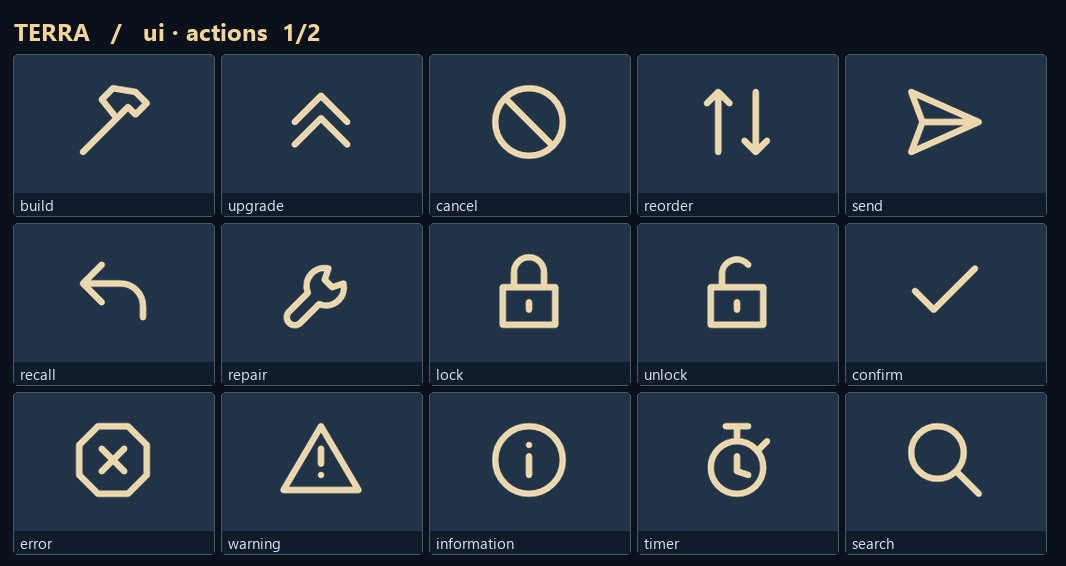 TERRA / ui · actions 1/2
build upgrade cancel reorder send
recall repair lock unlock confirm
error warning information timer search